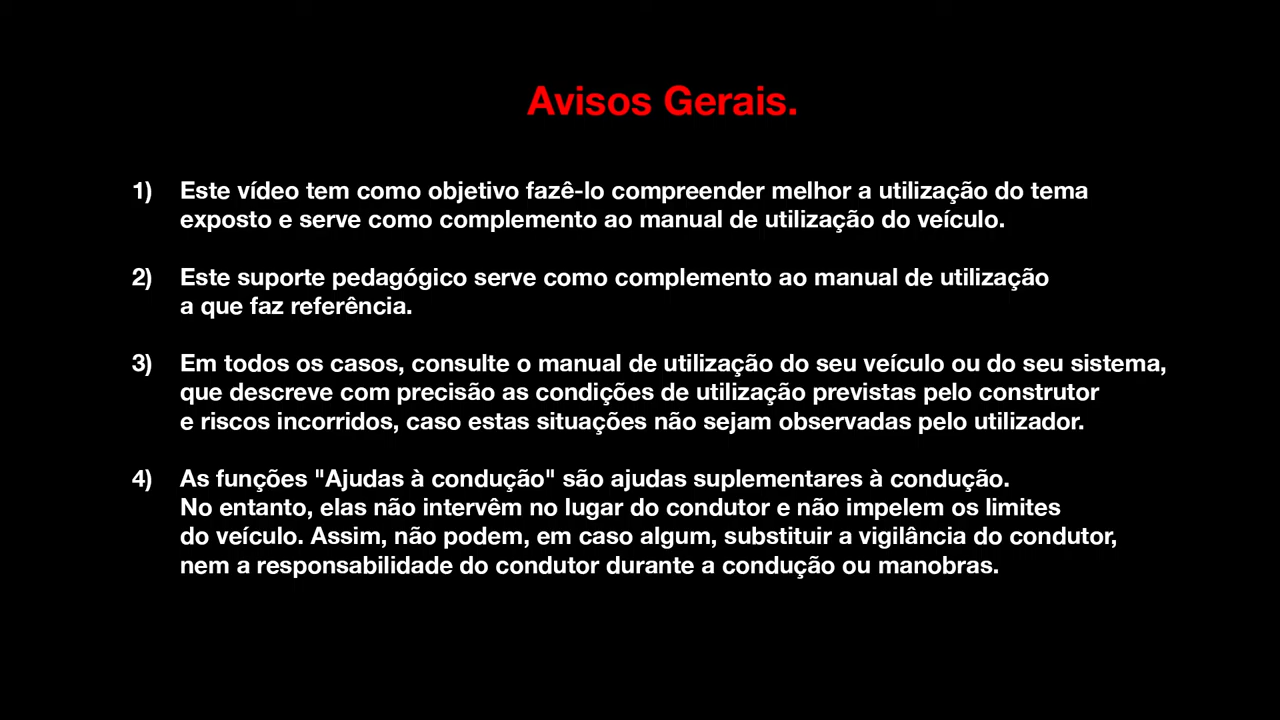 Avisos Gerais.
1) Este vídeo tem como objetivo fazê-lo compreender melhor a utilização do tema
exposto e serve como complemento ao manual de utilização do veículo.
2) Este suporte pedagógico serve como complemento ao manual de utilização
a que faz referência.
3) Em todos os casos, consulte o manual de utilização do seu veículo ou do seu sistema,
que descreve com precisão as condições de utilização previstas pelo construtor
e riscos incorridos, caso estas situações não sejam observadas pelo utilizador.
4) As funções "Ajudas à condução" são ajudas suplementares à condução.
No entanto, elas não intervêm no lugar do condutor e não impelem os limites
do veículo. Assim, não podem, em caso algum, substituir a vigilância do condutor,
nem a responsabilidade do condutor durante a condução ou manobras.